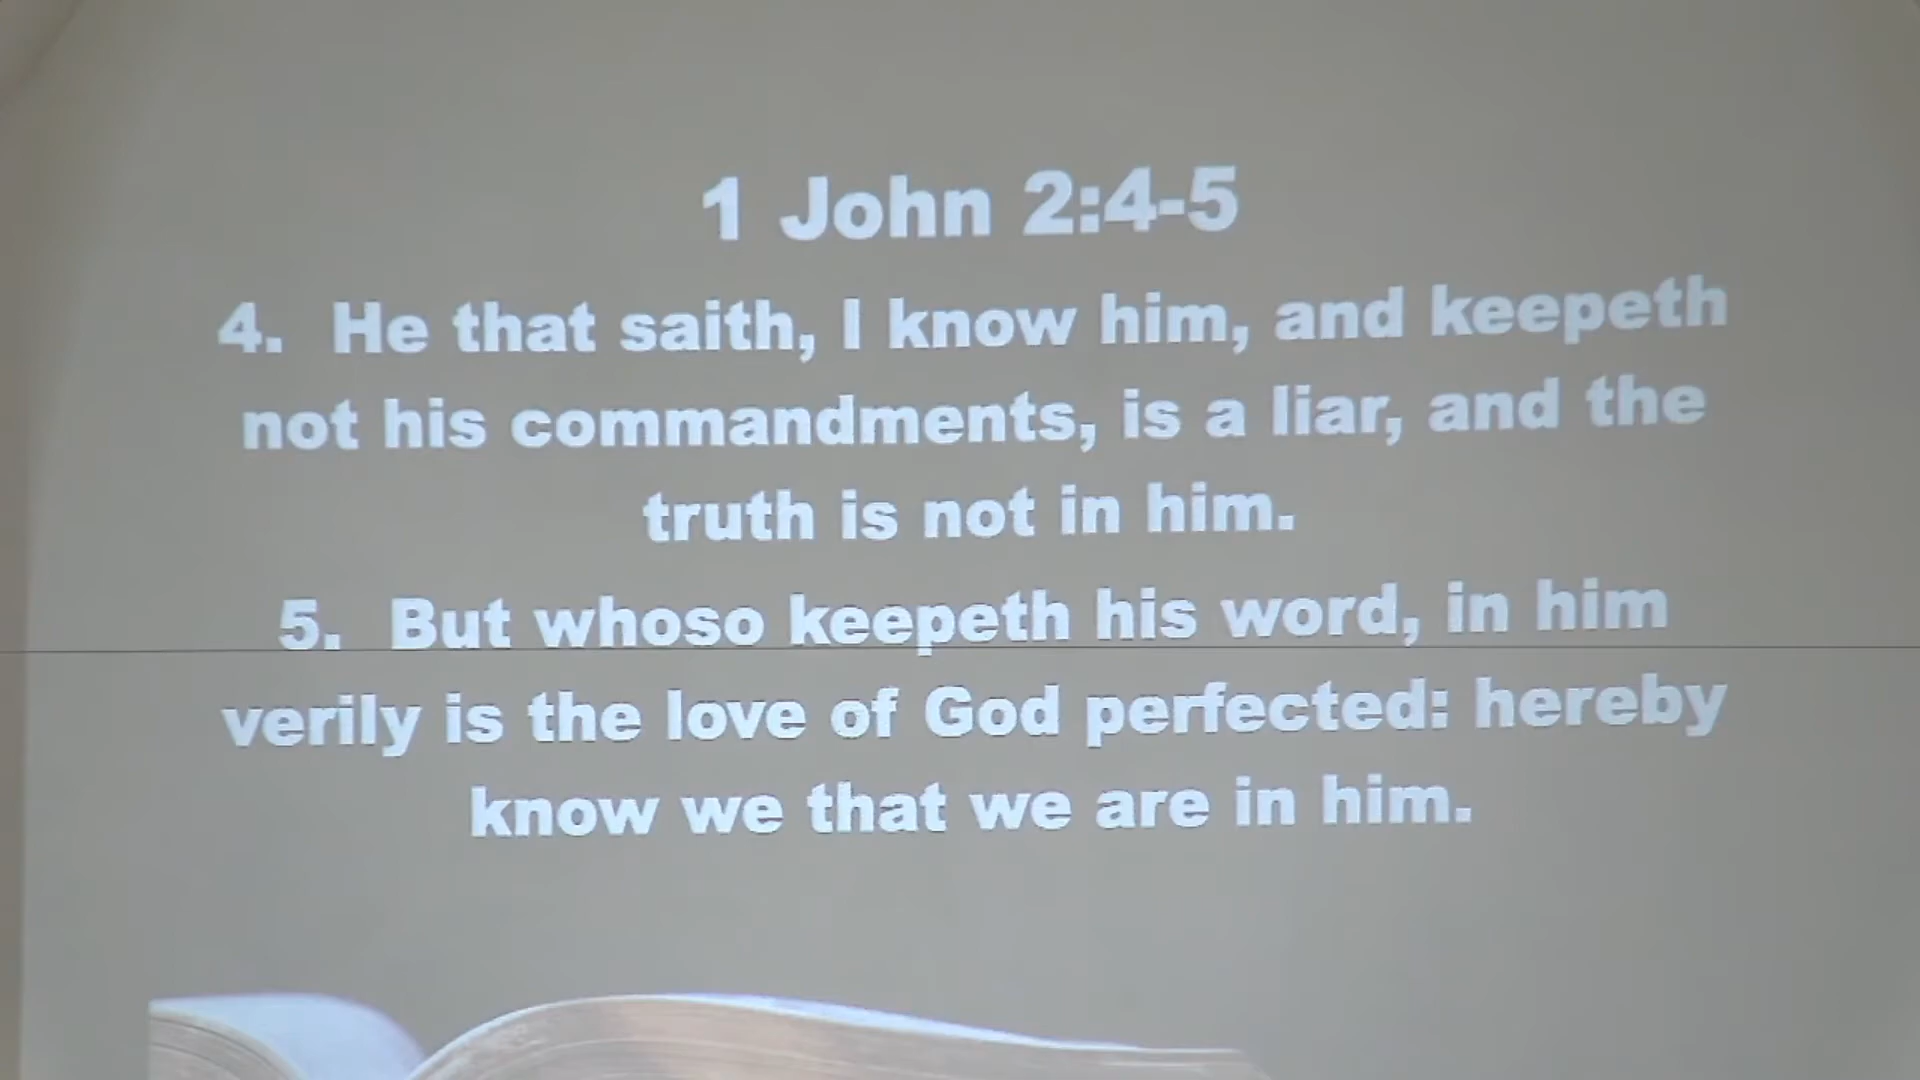 1 John 2:4-5
4. He that saith, I know him, and keepeth
not his commandments, is a liar, and the
truth is not in him.
5. But whoso keepeth his word, in him
verily is the love of God perfected: hereby
know we that we are in him.